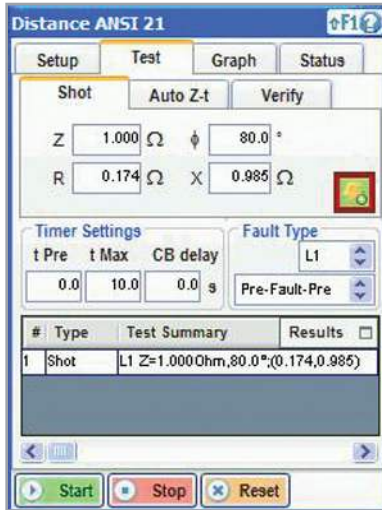 Distance ANSI 21 ⇧F1?
Setup Test Graph Status
Shot Auto Z-t Verify
Z 1.000 Ω ϕ 80.0 °
R 0.174 Ω X 0.985 Ω
Timer Settings Fault Type
t Pre t Max CB delay L1
0.0 10.0 0.0 s Pre-Fault-Pre
# Type Test Summary Results
1 Shot L1 Z=1.000Ohm,80.0°;(0.174,0.985)
Start Stop Reset